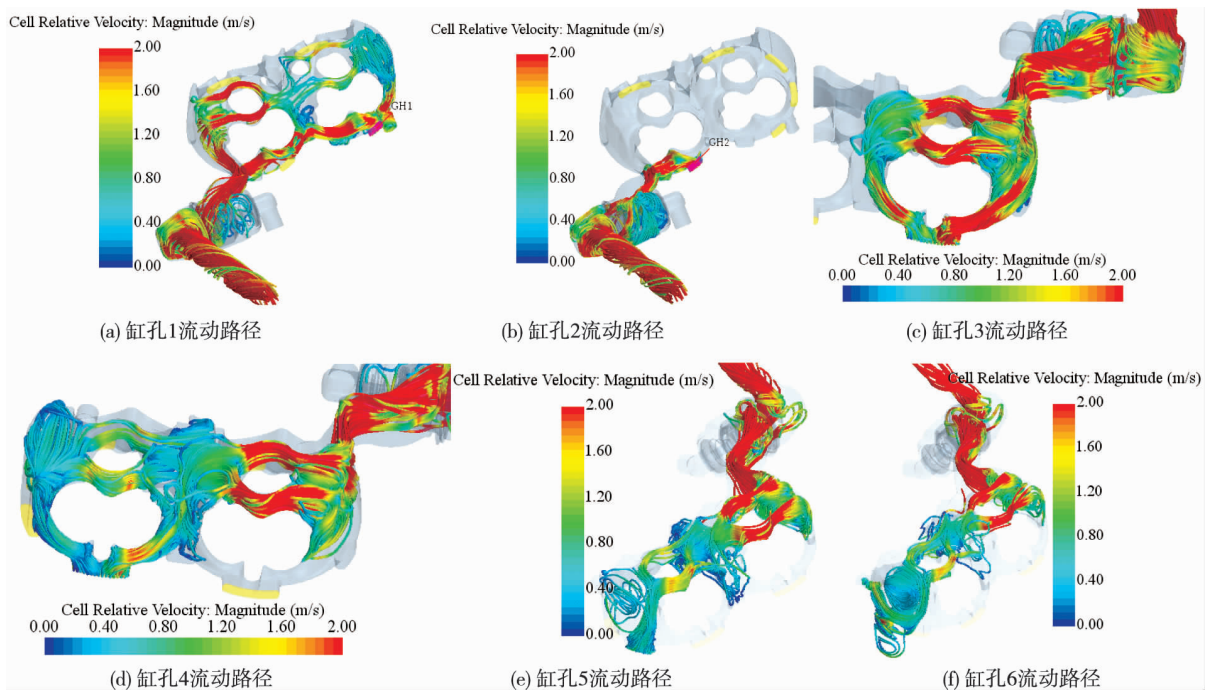 Cell Relative Velocity: Magnitude (m/s)
2.00
1.60
1.20
0.80
0.40
0.00
GH1
(a) 缸孔1流动路径
Cell Relative Velocity: Magnitude (m/s)
2.00
1.60
1.20
0.80
0.40
0.00
GH2
(b) 缸孔2流动路径
Cell Relative Velocity: Magnitude (m/s)
0.00 0.40 0.80 1.20 1.60 2.00
(c) 缸孔3流动路径
Cell Relative Velocity: Magnitude (m/s)
0.00 0.40 0.80 1.20 1.60 2.00
(d) 缸孔4流动路径
Cell Relative Velocity: Magnitude (m/s)
2.00
1.60
1.20
0.80
0.40
0.00
(e) 缸孔5流动路径
Cell Relative Velocity: Magnitude (m/s)
2.00
1.60
1.20
0.80
0.40
0.00
(f) 缸孔6流动路径